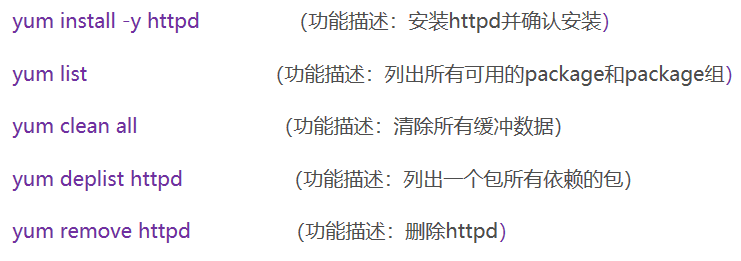 yum install -y httpd （功能描述：安装httpd并确认安装）
yum list （功能描述：列出所有可用的package和package组）
yum clean all （功能描述：清除所有缓冲数据）
yum deplist httpd （功能描述：列出一个包所有依赖的包）
yum remove httpd （功能描述：删除httpd）